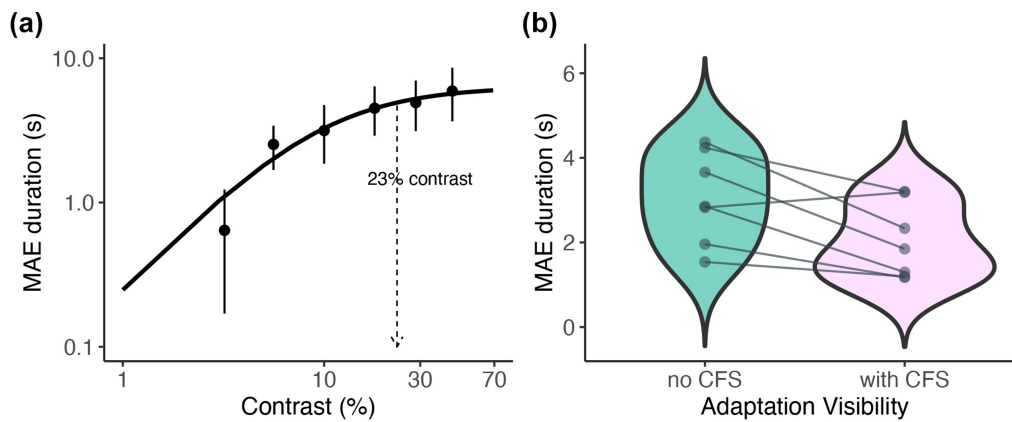 (a)
MAE duration (s)
10.0
1.0
0.1
23% contrast
1 10 30 70
Contrast (%)
(b)
MAE duration (s)
6
4
2
0
no CFS with CFS
Adaptation Visibility